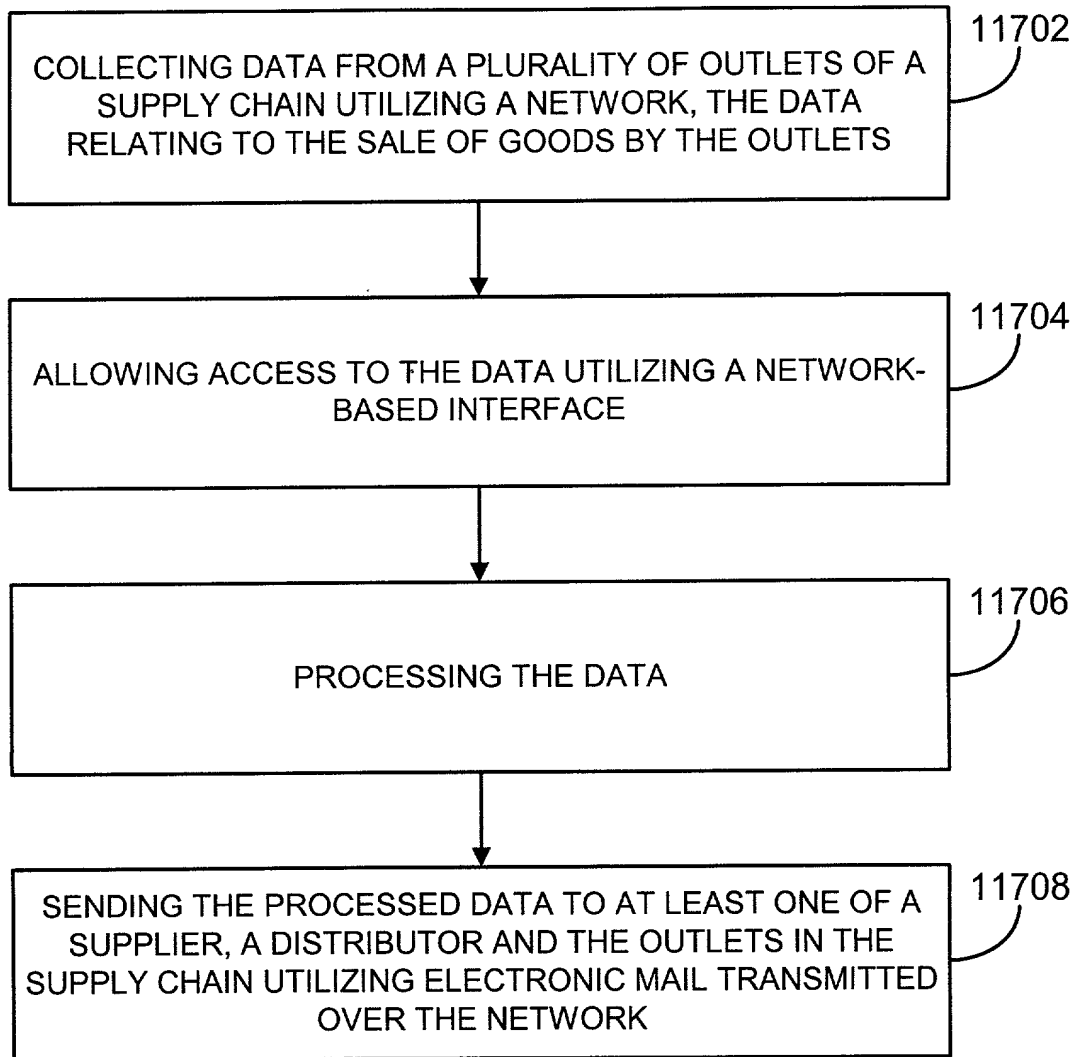 11702
COLLECTING DATA FROM A PLURALITY OF OUTLETS OF A
SUPPLY CHAIN UTILIZING A NETWORK, THE DATA
RELATING TO THE SALE OF GOODS BY THE OUTLETS
11704
ALLOWING ACCESS TO THE DATA UTILIZING A NETWORK-
BASED INTERFACE
11706
PROCESSING THE DATA
11708
SENDING THE PROCESSED DATA TO AT LEAST ONE OF A
SUPPLIER, A DISTRIBUTOR AND THE OUTLETS IN THE
SUPPLY CHAIN UTILIZING ELECTRONIC MAIL TRANSMITTED
OVER THE NETWORK